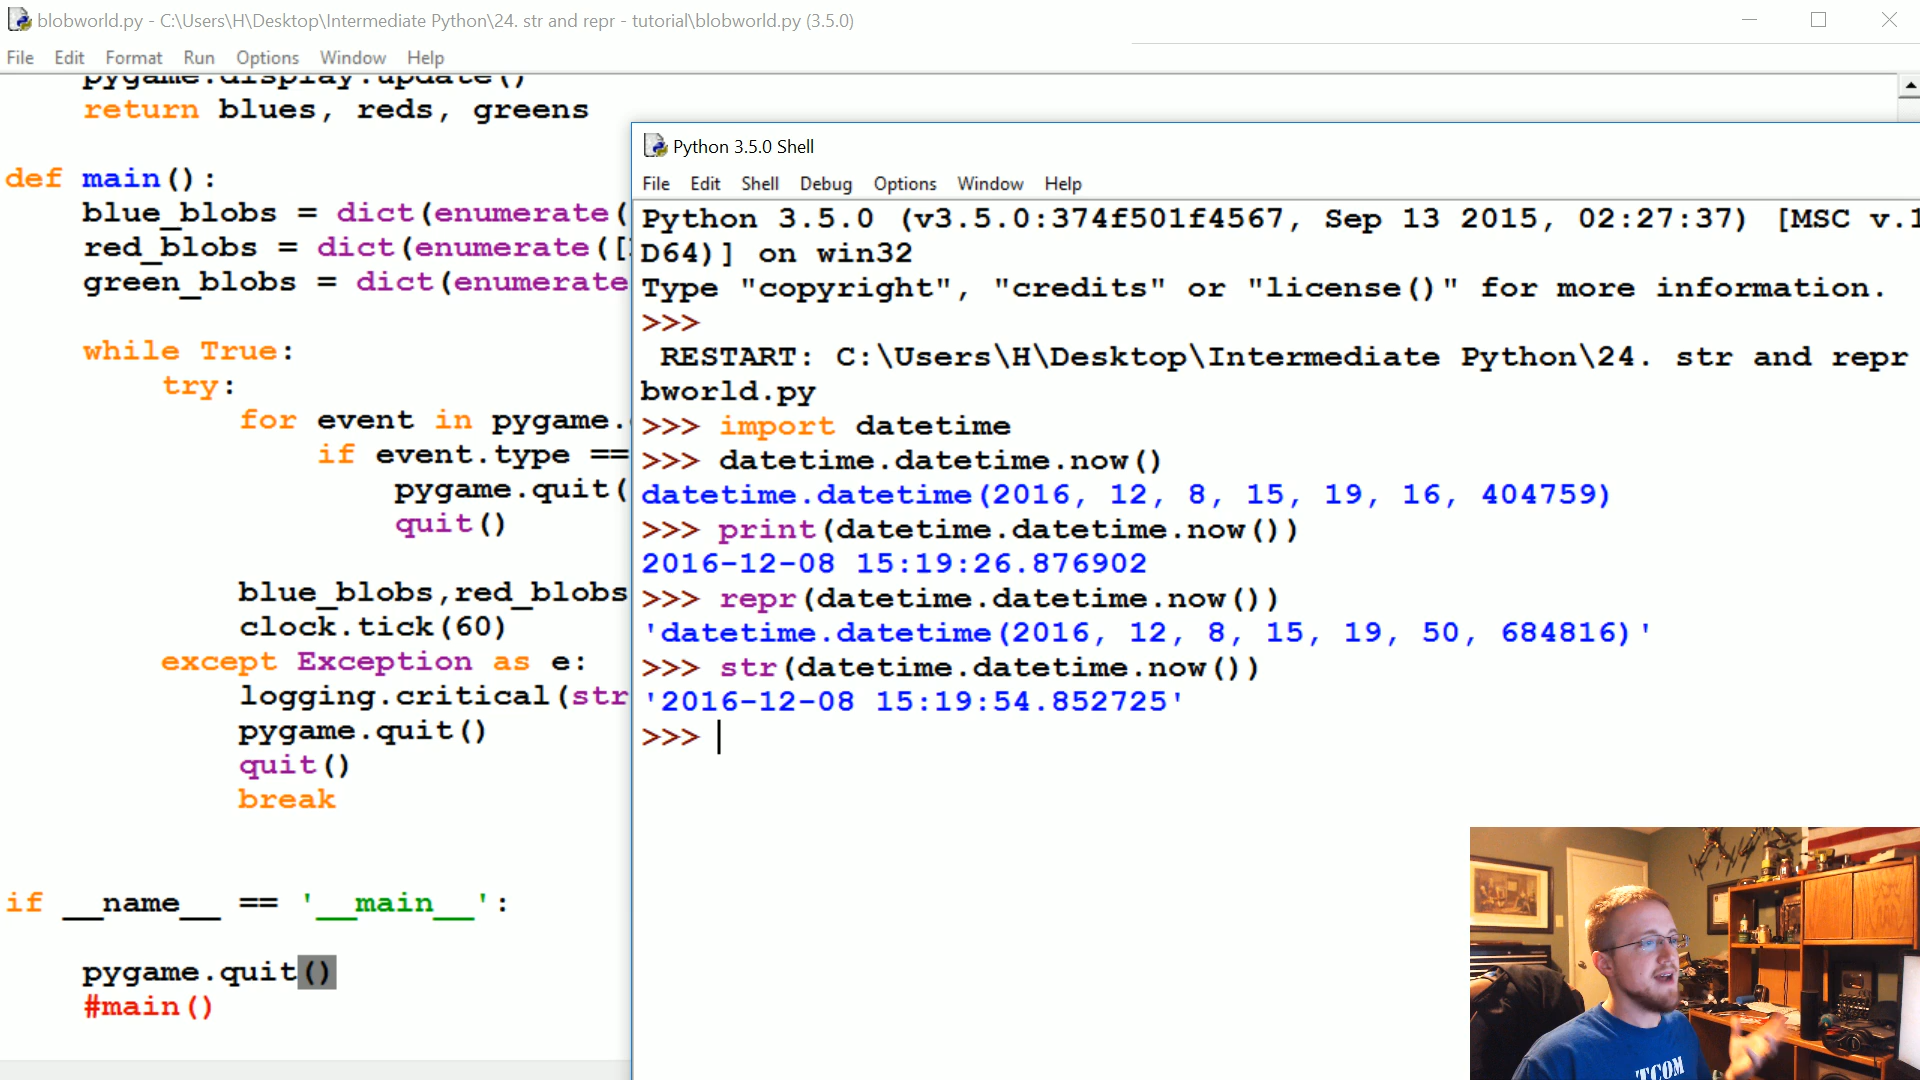 blobworld.py - C:\Users\H\Desktop\Intermediate Python\24. str and repr - tutorial\blobworld.py (3.5.0)
File Edit Format Run Options Window Help
pygame.display.update()
return blues, reds, greens
def main():
blue_blobs = dict(enumerate(
red_blobs = dict(enumerate([
green_blobs = dict(enumerate
while True:
try:
for event in pygame.
if event.type ==
pygame.quit(
quit()
blue_blobs,red_blobs
clock.tick(60)
except Exception as e:
logging.critical(str
pygame.quit()
quit()
break
if __name__ == '__main__':
pygame.quit()
#main()
Python 3.5.0 Shell
File Edit Shell Debug Options Window Help
Python 3.5.0 (v3.5.0:374f501f4567, Sep 13 2015, 02:27:37) [MSC v.1
D64)] on win32
Type "copyright", "credits" or "license()" for more information.
>>>
RESTART: C:\Users\H\Desktop\Intermediate Python\24. str and repr
bworld.py
>>> import datetime
>>> datetime.datetime.now()
datetime.datetime(2016, 12, 8, 15, 19, 16, 404759)
>>> print(datetime.datetime.now())
2016-12-08 15:19:26.876902
>>> repr(datetime.datetime.now())
'datetime.datetime(2016, 12, 8, 15, 19, 50, 684816)'
>>> str(datetime.datetime.now())
'2016-12-08 15:19:54.852725'
>>>
TCOM